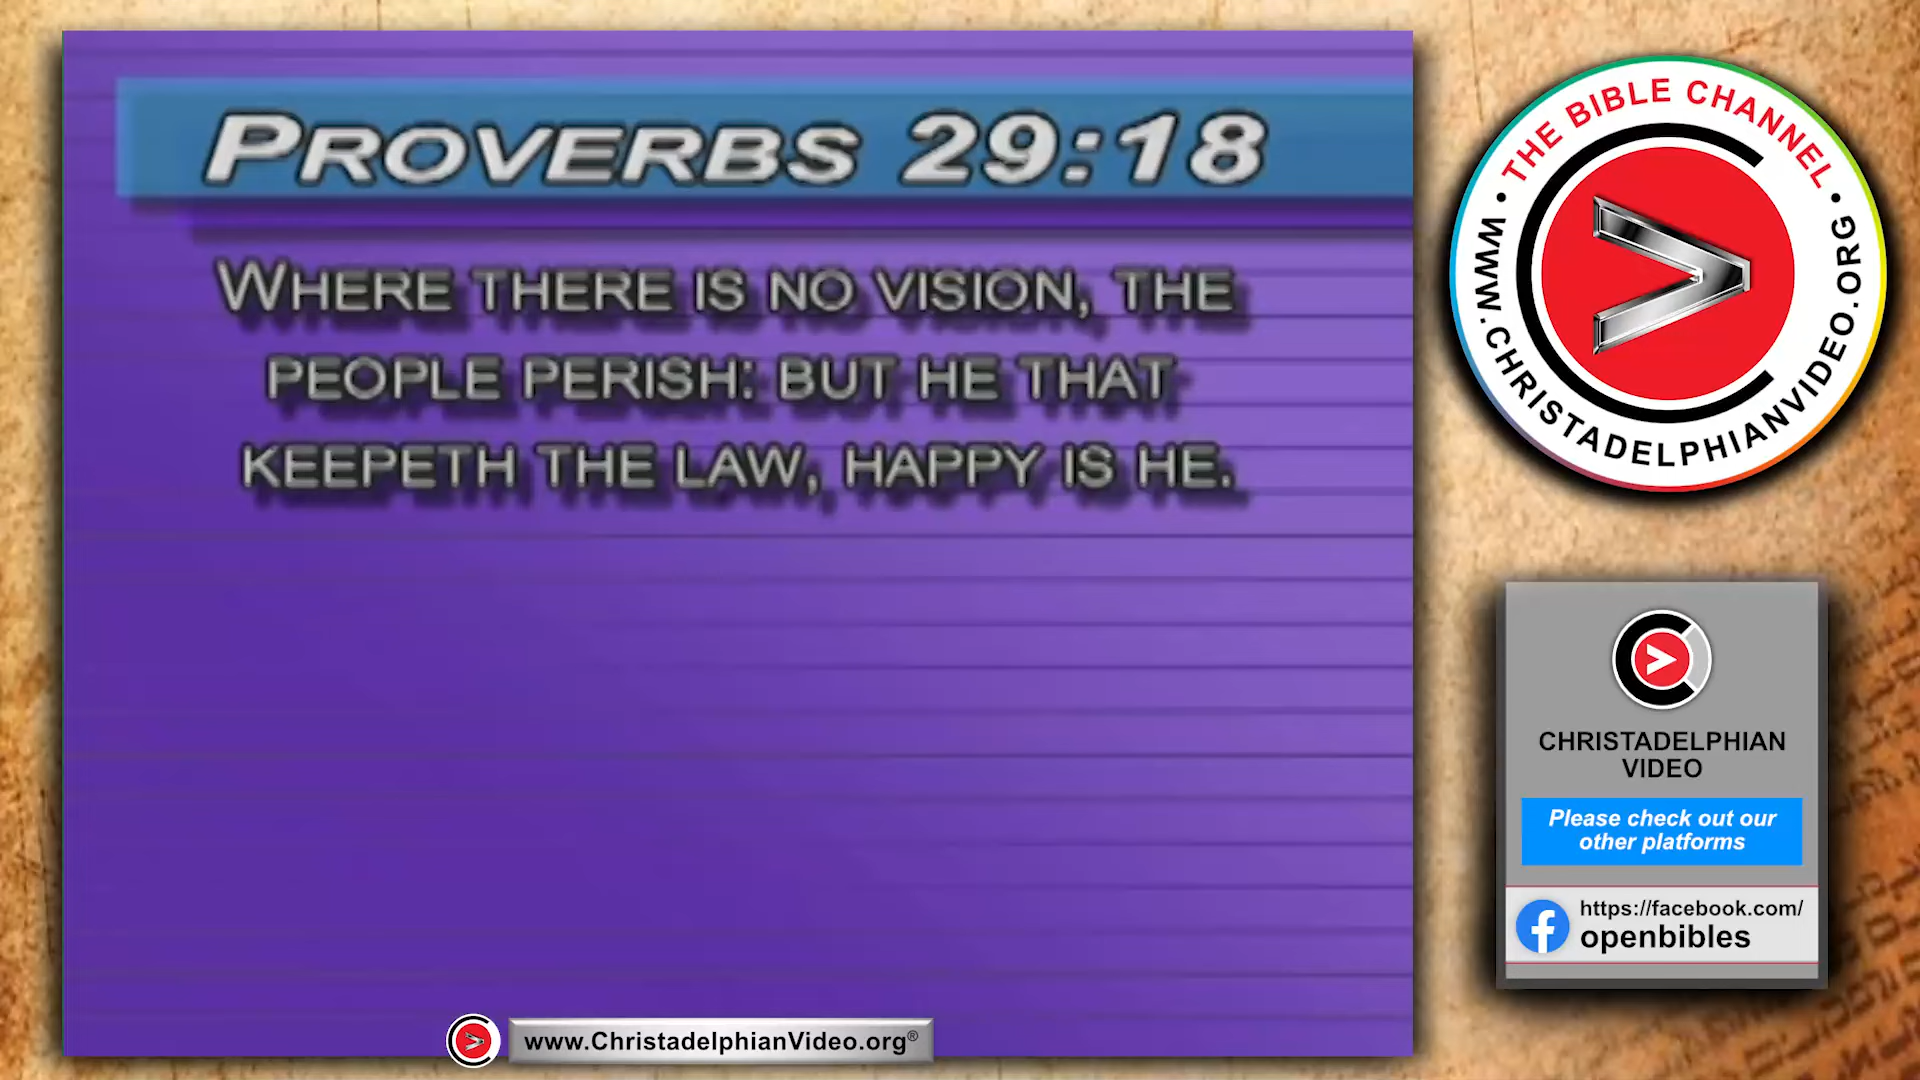 PROVERBS 29:18
WHERE THERE IS NO VISION, THE
PEOPLE PERISH: BUT HE THAT
KEEPETH THE LAW, HAPPY IS HE.
www.ChristadelphianVideo.org®
• THE BIBLE CHANNEL •
WWW.CHRISTADELPHIANVIDEO.ORG
CHRISTADELPHIAN
VIDEO
Please check out our
other platforms
https://facebook.com/
openbibles